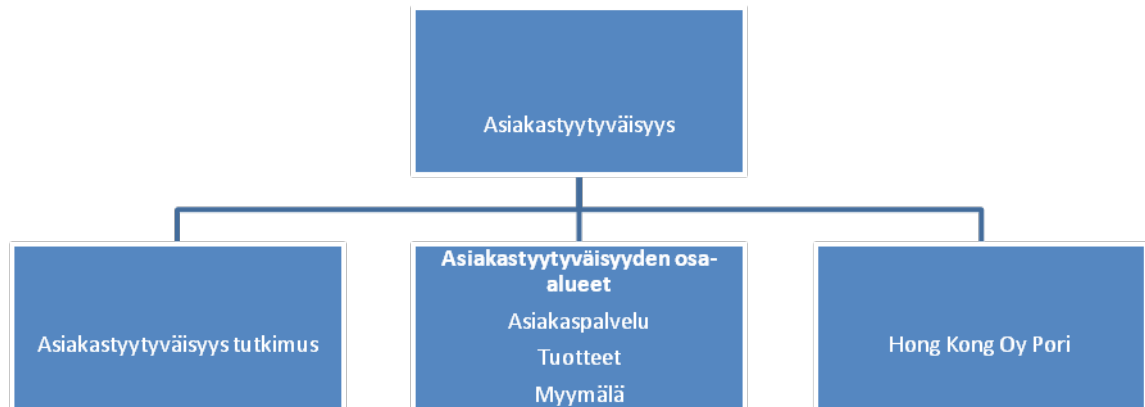 Asiakastyytyväisyys
Asiakastyytyväisyys tutkimus
Asiakastyytyväisyyden osa-
alueet
Asiakaspalvelu
Tuotteet
Myymälä
Hong Kong Oy Pori